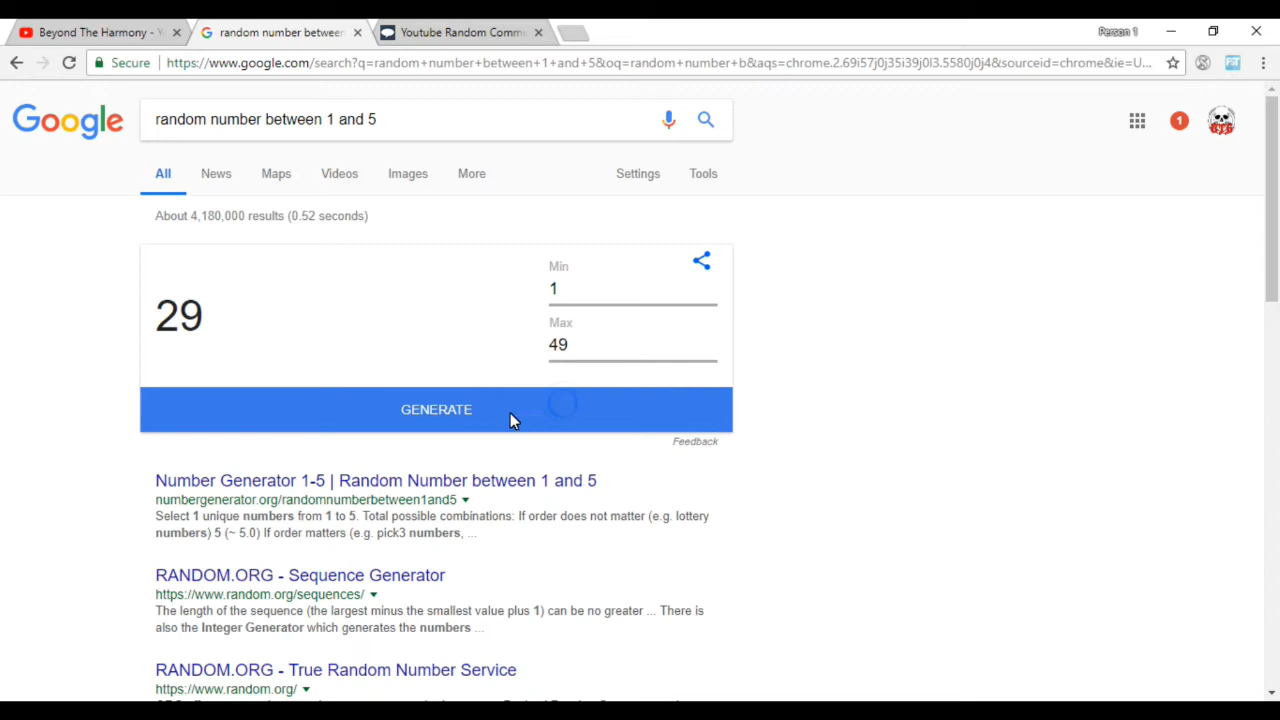 Beyond The Harmony - Y
random number between
Youtube Random Comme
Person 1
Secure
https://www.google.com/search?q=random+number+between+1+and+5&oq=random+number+b&aqs=chrome.2.69i57j0j35i39j0l3.5580j0j4&sourceid=chrome&ie=U...
Google
random number between 1 and 5
1
All
News
Maps
Videos
Images
More
Settings
Tools
About 4,180,000 results (0.52 seconds)
Min
1
29
Max
49
GENERATE
Feedback
Number Generator 1-5 | Random Number between 1 and 5
numbergenerator.org/randomnumberbetween1and5
Select 1 unique numbers from 1 to 5. Total possible combinations: If order does not matter (e.g. lottery
numbers) 5 (~ 5.0) If order matters (e.g. pick3 numbers, ...
RANDOM.ORG - Sequence Generator
https://www.random.org/sequences/
The length of the sequence (the largest minus the smallest value plus 1) can be no greater ... There is
also the Integer Generator which generates the numbers ...
RANDOM.ORG - True Random Number Service
https://www.random.org/